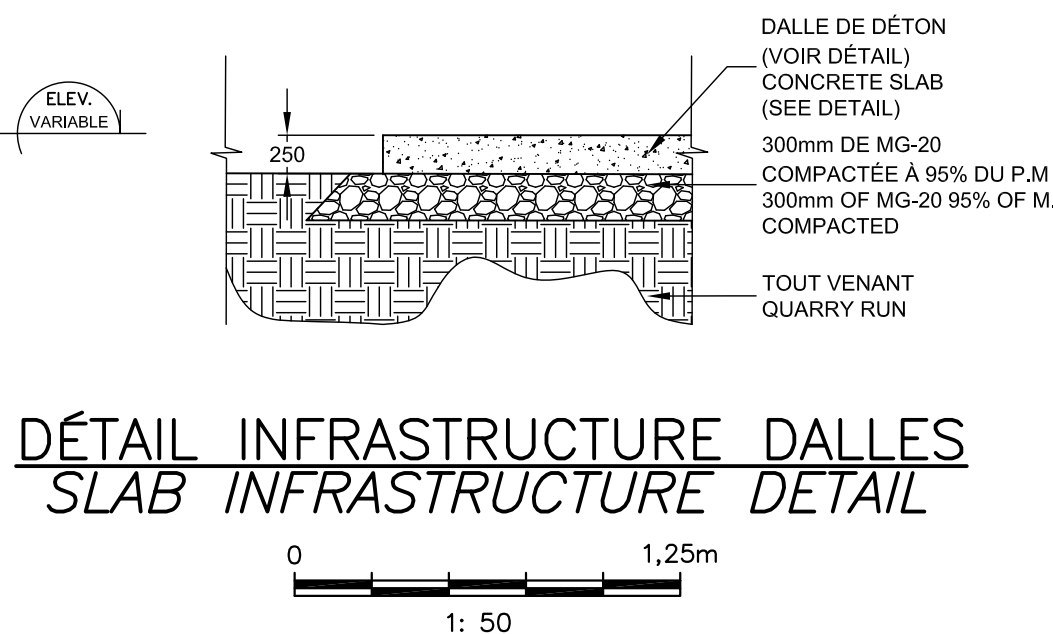 ELEV.
VARIABLE
250
DALLE DE DÉTON
(VOIR DÉTAIL)
CONCRETE SLAB
(SEE DETAIL)
300mm DE MG-20
COMPACTÉE À 95% DU P.M
300mm OF MG-20 95% OF M.
COMPACTED
TOUT VENANT
QUARRY RUN
DÉTAIL INFRASTRUCTURE DALLES
SLAB INFRASTRUCTURE DETAIL
0 1,25m
1: 50